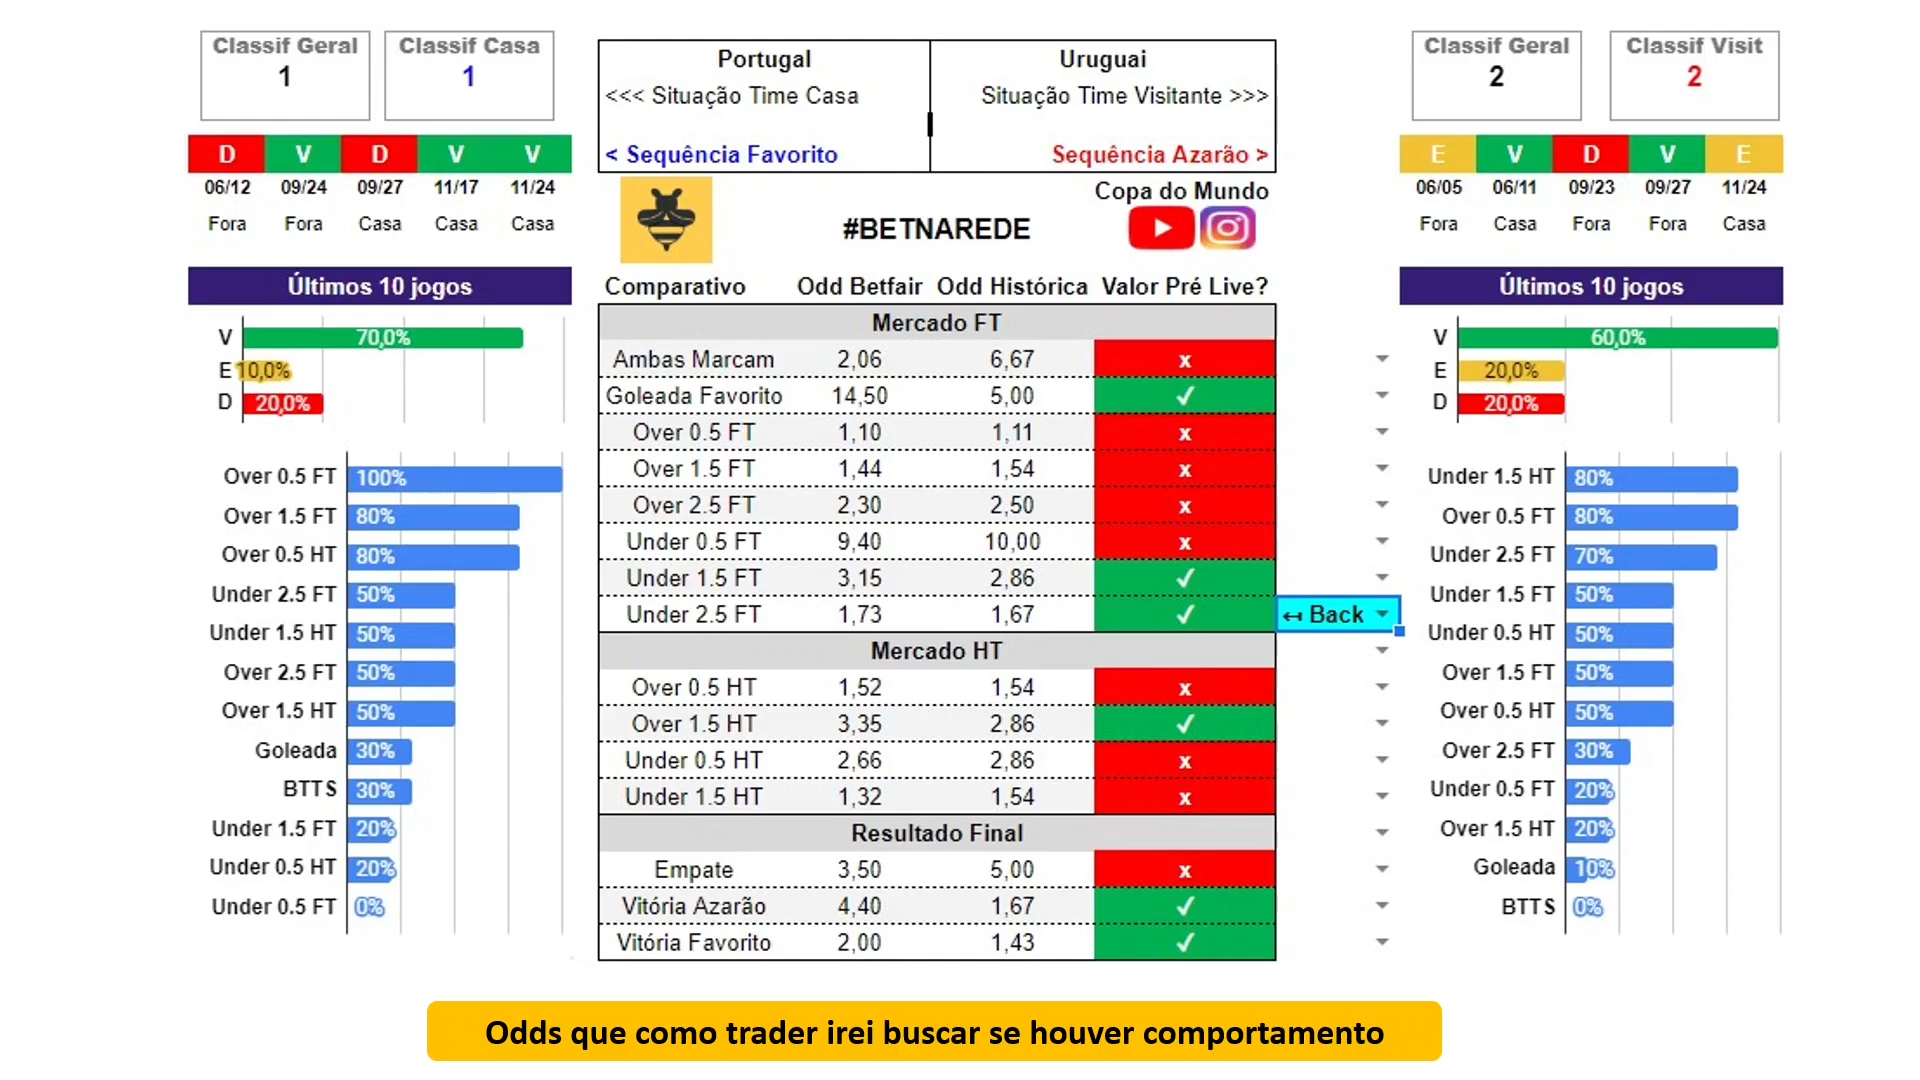 Classif Geral
1
Classif Casa
1
D V D V V
06/12 09/24 09/27 11/17 11/24
Fora Fora Casa Casa Casa
Últimos 10 jogos
V 70,0%
E 10,0%
D 20,0%
Over 0.5 FT 100%
Over 1.5 FT 80%
Over 0.5 HT 80%
Under 2.5 FT 50%
Under 1.5 HT 50%
Over 2.5 FT 50%
Over 1.5 HT 50%
Goleada 30%
BTTS 30%
Under 1.5 FT 20%
Under 0.5 HT 20%
Under 0.5 FT 0%
Portugal Uruguai
<<< Situação Time Casa Situação Time Visitante >>>
< Sequência Favorito Sequência Azarão >
Copa do Mundo
#BETNAREDE
Comparativo Odd Betfair Odd Histórica Valor Pré Live?
Mercado FT
Ambas Marcam 2,06 6,67 x
Goleada Favorito 14,50 5,00 ✓
Over 0.5 FT 1,10 1,11 x
Over 1.5 FT 1,44 1,54 x
Over 2.5 FT 2,30 2,50 x
Under 0.5 FT 9,40 10,00 x
Under 1.5 FT 3,15 2,86 ✓
Under 2.5 FT 1,73 1,67 ✓ ↤ Back
Mercado HT
Over 0.5 HT 1,52 1,54 x
Over 1.5 HT 3,35 2,86 ✓
Under 0.5 HT 2,66 2,86 x
Under 1.5 HT 1,32 1,54 x
Resultado Final
Empate 3,50 5,00 x
Vitória Azarão 4,40 1,67 ✓
Vitória Favorito 2,00 1,43 ✓
Classif Geral
2
Classif Visit
2
E V D V E
06/05 06/11 09/23 09/27 11/24
Fora Casa Fora Fora Casa
Últimos 10 jogos
V 60,0%
E 20,0%
D 20,0%
Under 1.5 HT 80%
Over 0.5 FT 80%
Under 2.5 FT 70%
Under 1.5 FT 50%
Under 0.5 HT 50%
Over 1.5 FT 50%
Over 0.5 HT 50%
Over 2.5 FT 30%
Under 0.5 FT 20%
Over 1.5 HT 20%
Goleada 10%
BTTS 0%
Odds que como trader irei buscar se houver comportamento